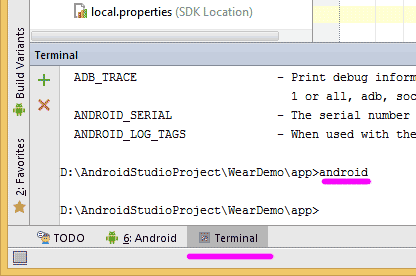 local.properties (SDK Location)
Build Variants
2: Favorites
Terminal
ADB_TRACE - Print debug inform
1 or all, adb, soc
ANDROID_SERIAL - The serial number
ANDROID_LOG_TAGS - When used with the
D:\AndroidStudioProject\WearDemo\app>android
D:\AndroidStudioProject\WearDemo\app>
TODO 6: Android Terminal